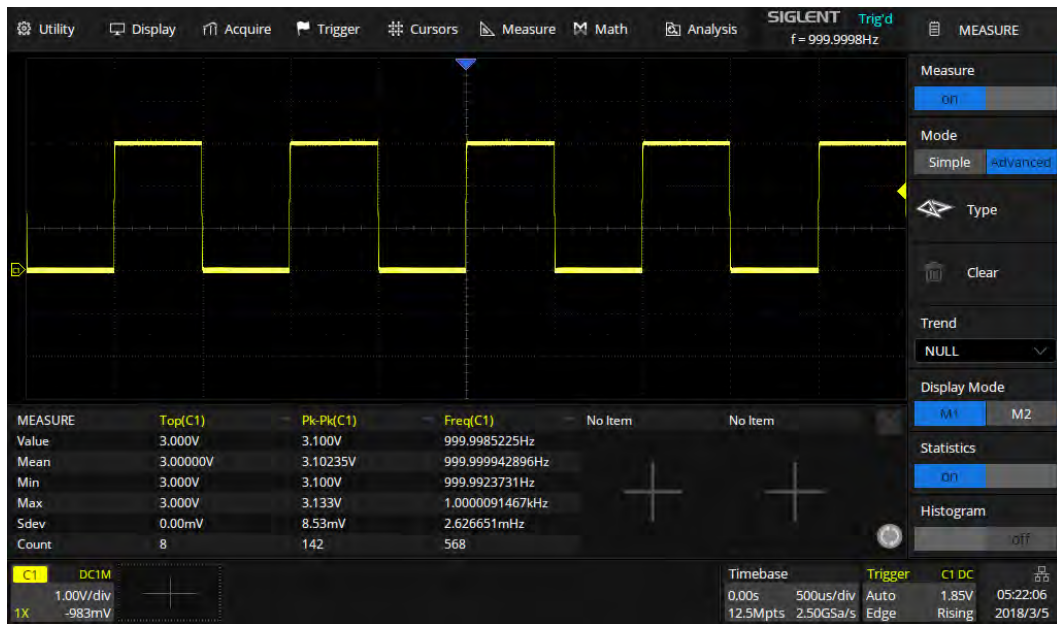 Utility Display Acquire Trigger Cursors Measure Math Analysis SIGLENT Trig'd MEASURE
f = 999.9998Hz
Measure
on
Mode
Simple Advanced
Type
Clear
Trend
NULL
Display Mode
M1 M2
Statistics
on
Histogram
off
MEASURE Top(C1) Pk-Pk(C1) Freq(C1) No Item No Item
Value 3.000V 3.100V 999.9985225Hz
Mean 3.00000V 3.10235V 999.999942896Hz
Min 3.000V 3.100V 999.9923731Hz
Max 3.000V 3.133V 1.0000091467kHz
Sdev 0.00mV 8.53mV 2.626651mHz
Count 8 142 568
C1 DC1M
1.00V/div
1X -983mV
Timebase
0.00s 500us/div
12.5Mpts 2.50GSa/s
Trigger C1 DC
Auto 1.85V
Edge Rising
05:22:06
2018/3/5